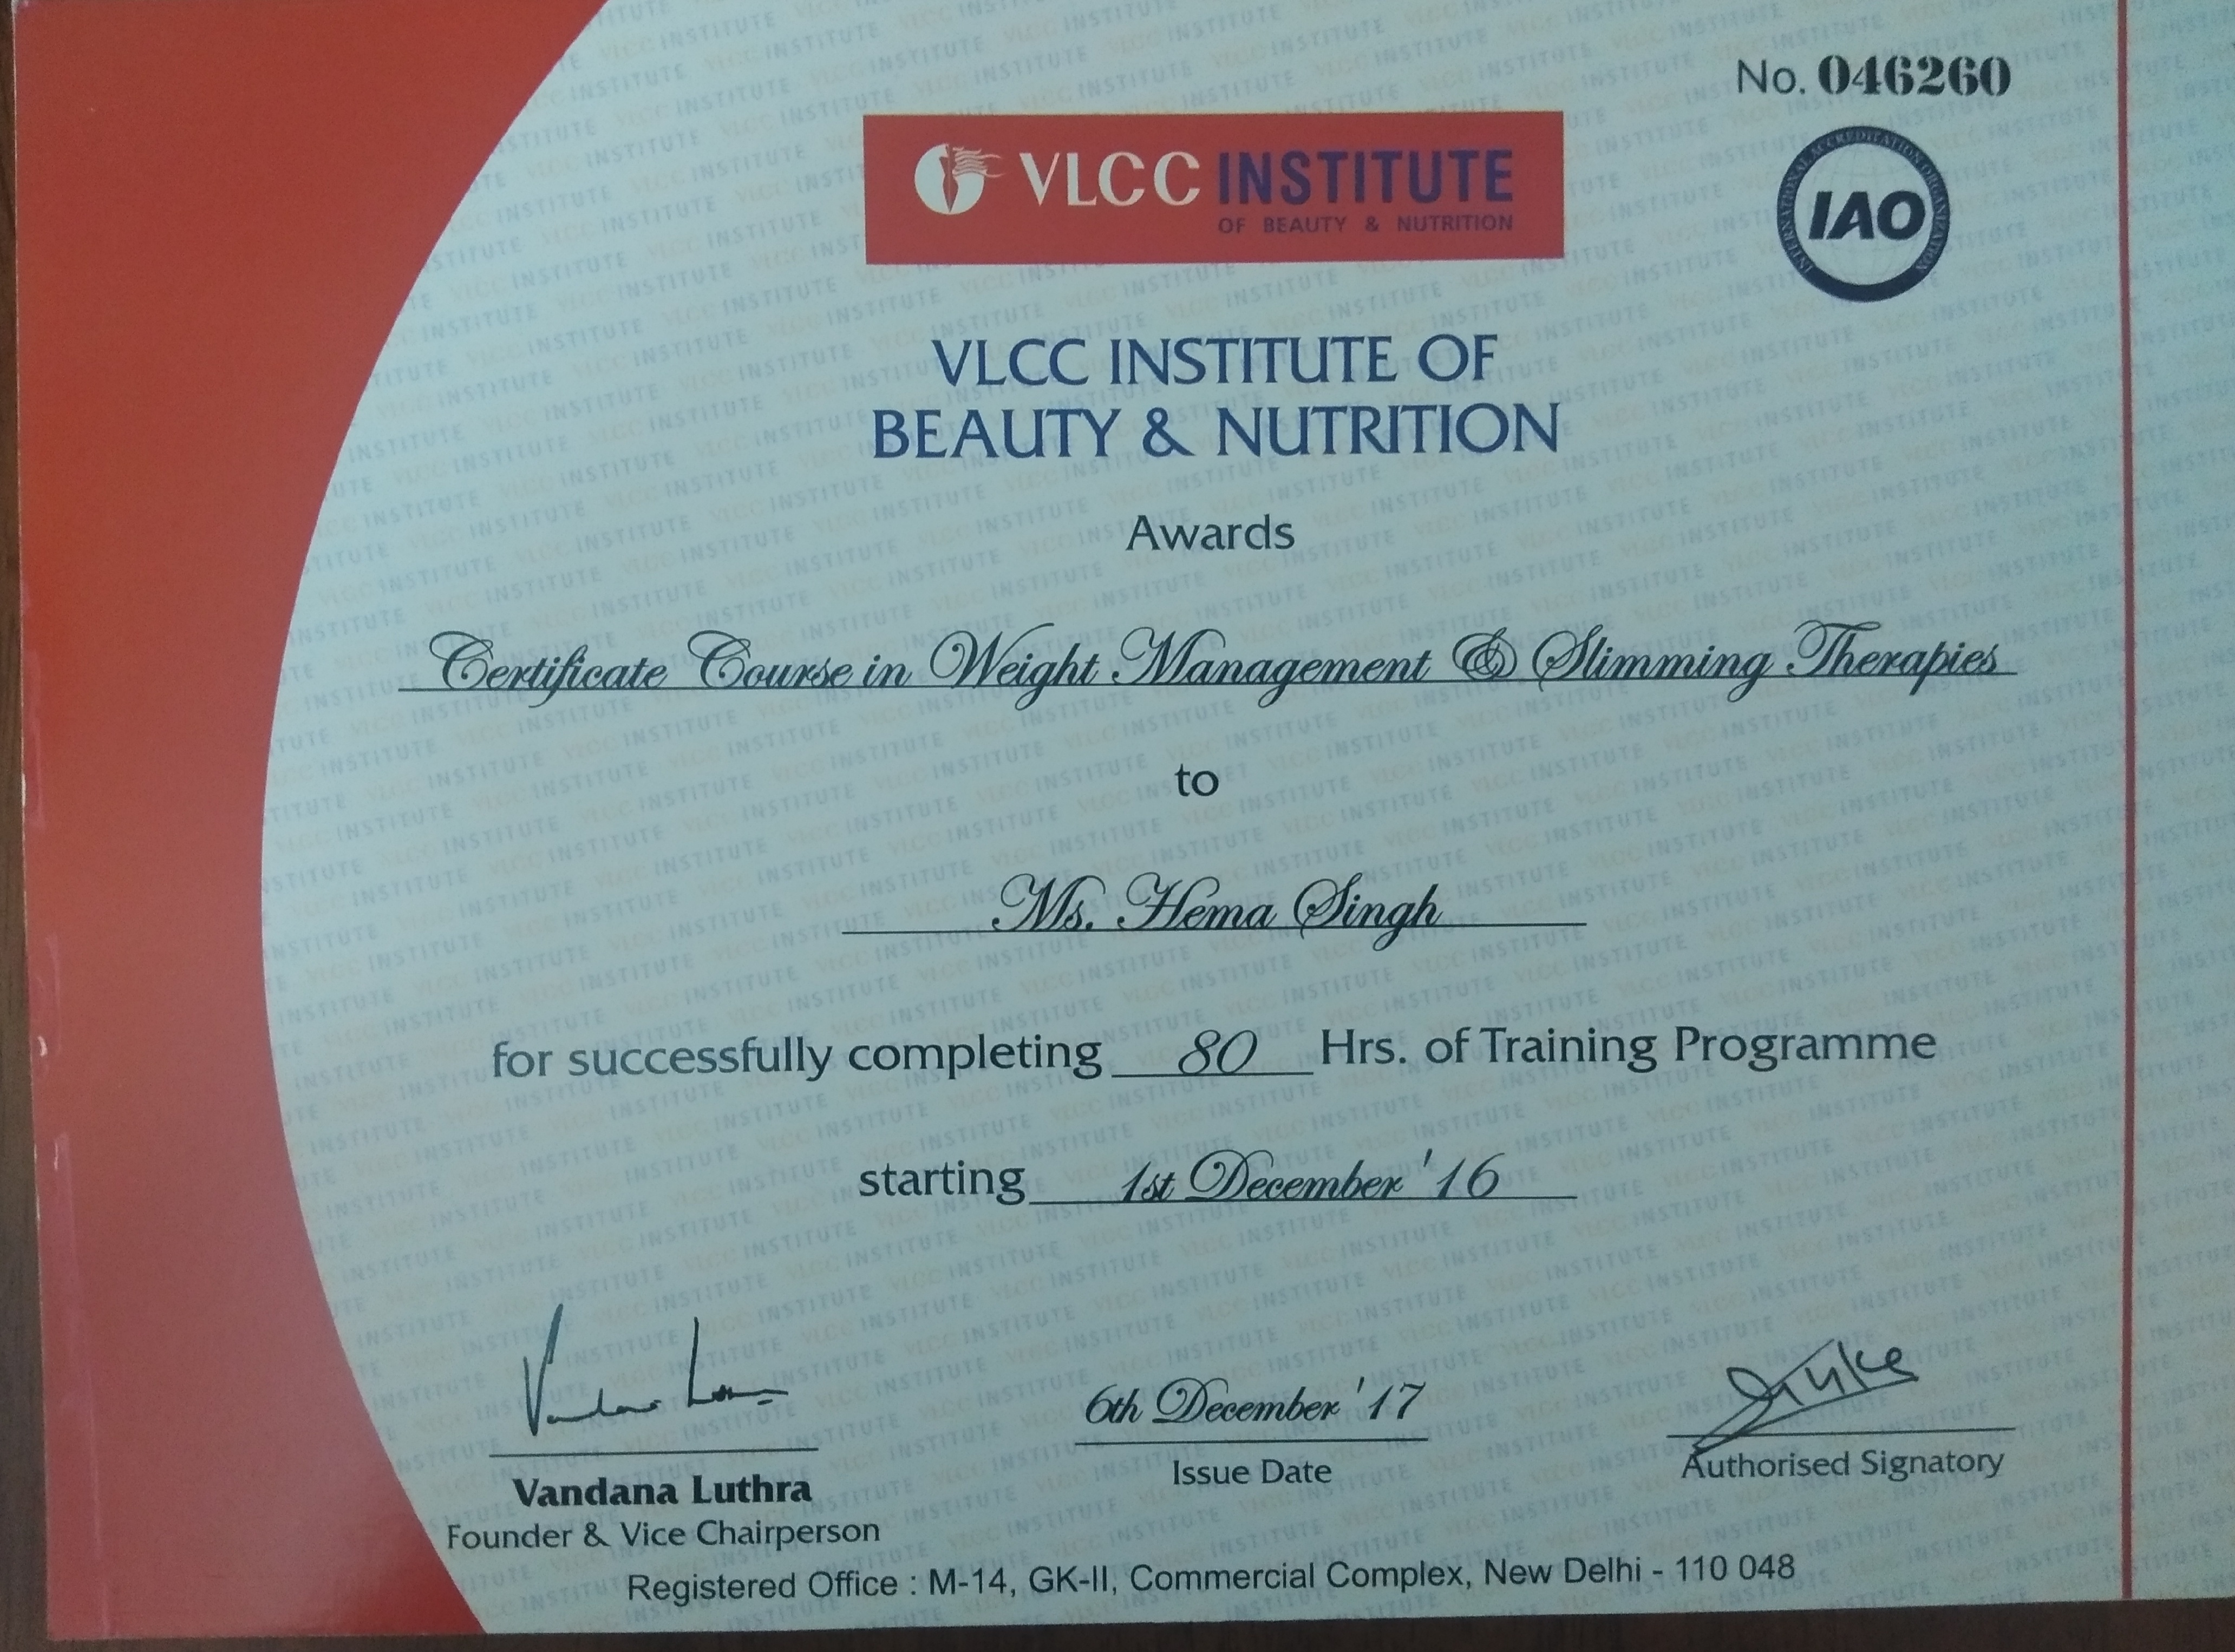 No. 046260
VLCC INSTITUTE
OF BEAUTY & NUTRITION
INTERNATIONAL ACCREDITATION ORGANIZATION
IAO
VLCC INSTITUTE OF
BEAUTY & NUTRITION
Awards
Certificate Course in Weight Management & Slimming Therapies
to
Ms. Hema Singh
for successfully completing 80 Hrs. of Training Programme
starting 1st December '16
6th December '17
Vandana Luthra
Founder & Vice Chairperson
Issue Date
Authorised Signatory
Registered Office : M-14, GK-II, Commercial Complex, New Delhi - 110 048